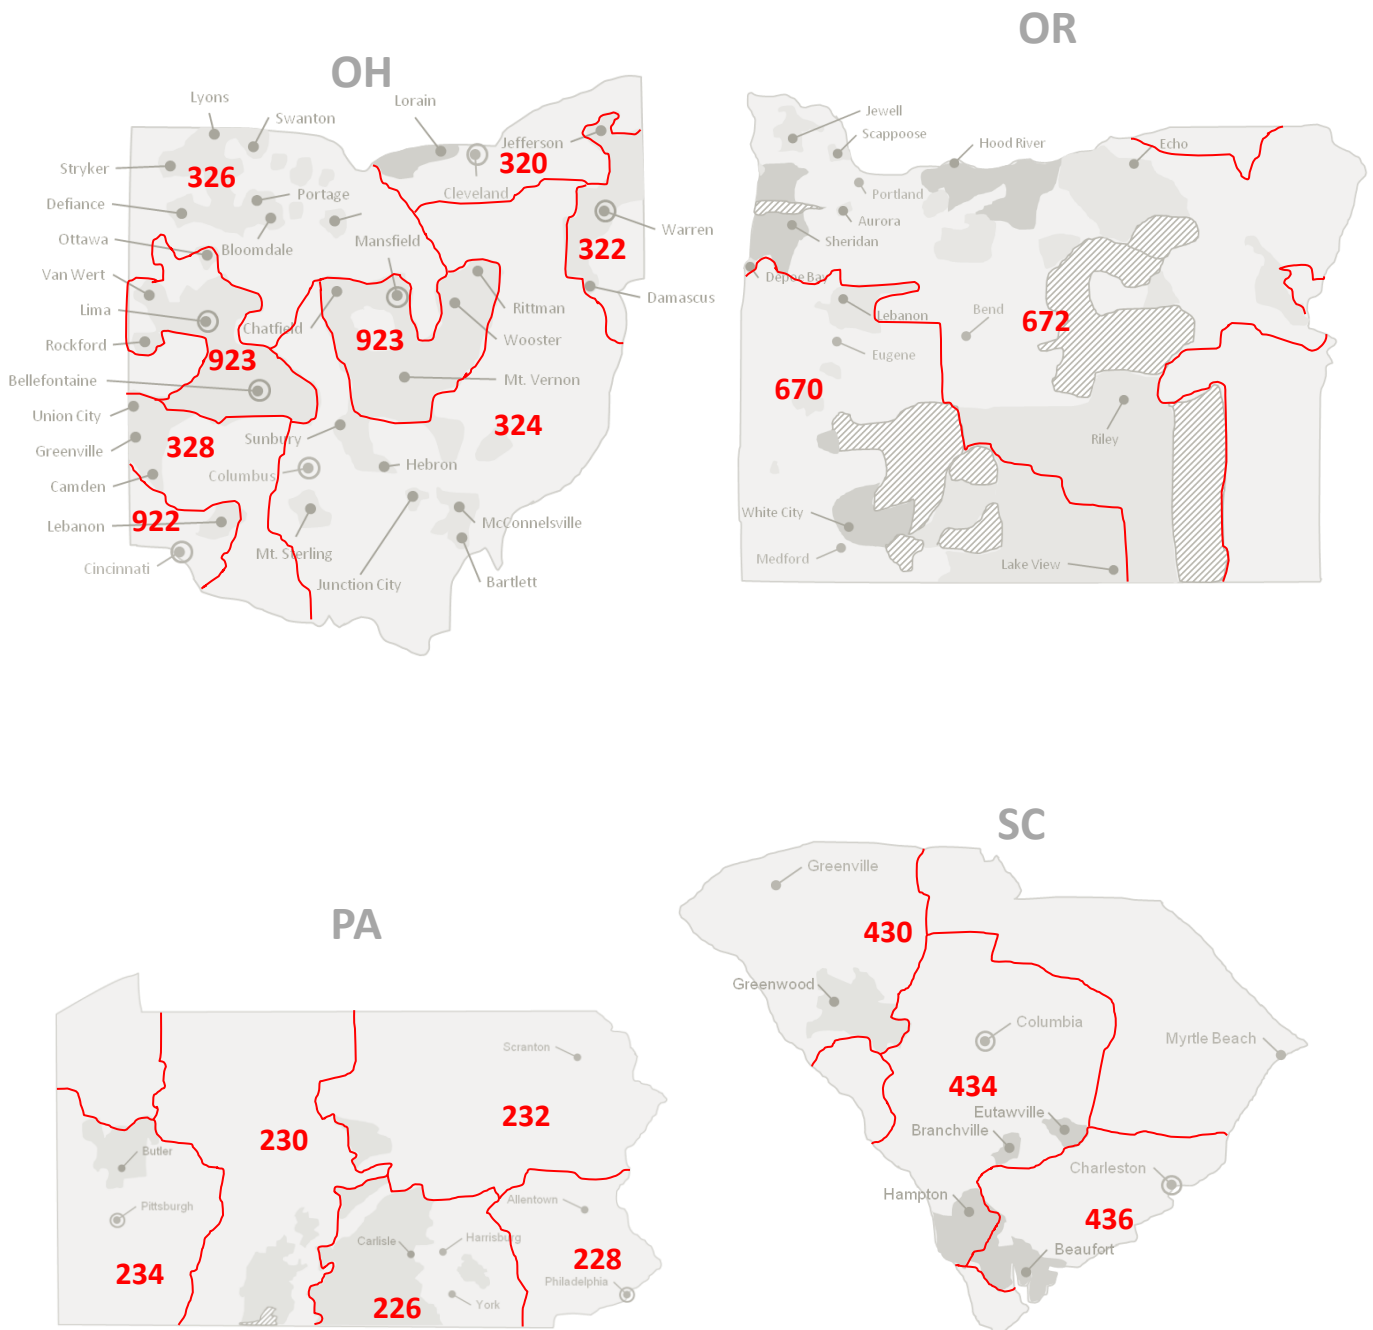 OH
Lyons
Lorain
Swanton
Jefferson
Stryker
326
320
Cleveland
Portage
Defiance
Ottawa
Bloomdale
Mansfield
Warren
322
Van Wert
Damascus
Lima
Chatfield
Rittman
Rockford
923
923
Wooster
Bellefontaine
Mt. Vernon
Union City
328
Sunbury
324
Greenville
Columbus
Hebron
Camden
Lebanon
922
McConnelsville
Mt. Sterling
Cincinnati
Junction City
Bartlett
OR
Jewell
Scappoose
Hood River
Echo
Portland
Aurora
Sheridan
Depoe Bay
Lebanon
Bend
672
Eugene
670
Riley
White City
Medford
Lake View
PA
Scranton
232
230
Butler
Pittsburgh
Allentown
Carlisle
Harrisburg
228
234
Philadelphia
226
York
SC
Greenville
430
Greenwood
Columbia
Myrtle Beach
434
Eutawville
Branchville
Charleston
Hampton
436
Beaufort